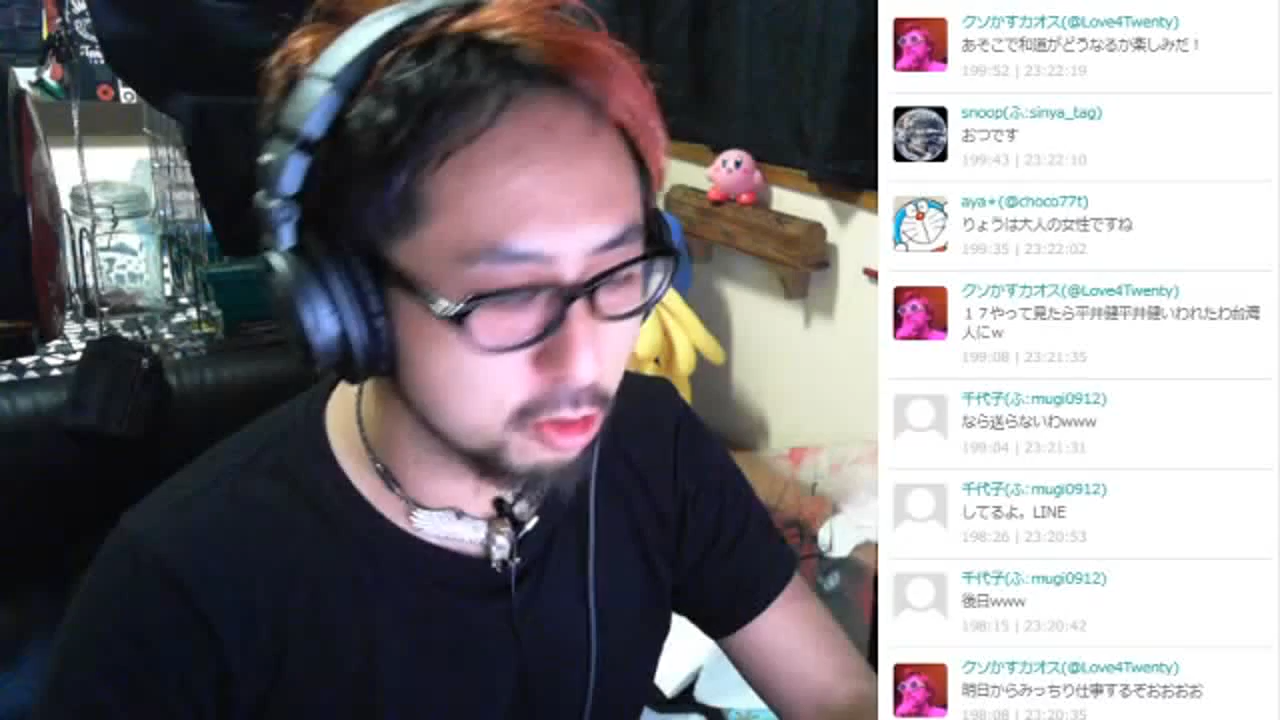 クソかすカオス(@Love4Twenty)
あそこで和道がどうなるか楽しみだ！
199:52 | 23:22:19
snoop(ふ:sinya_tag)
おつです
199:43 | 23:22:10
aya*(@choco77t)
りょうは大人の女性ですね
199:35 | 23:22:02
クソかすカオス(@Love4Twenty)
１７やって見たら平井健平井健いわれたわ台湾
人にw
199:08 | 23:21:35
千代子(ふ:mugi0912)
なら送らないわwww
199:04 | 23:21:31
千代子(ふ:mugi0912)
してるよ。LINE
198:26 | 23:20:53
千代子(ふ:mugi0912)
後日www
198:15 | 23:20:42
クソかすカオス(@Love4Twenty)
明日からみっちり仕事するぞおおおお
198:08 | 23:20:35